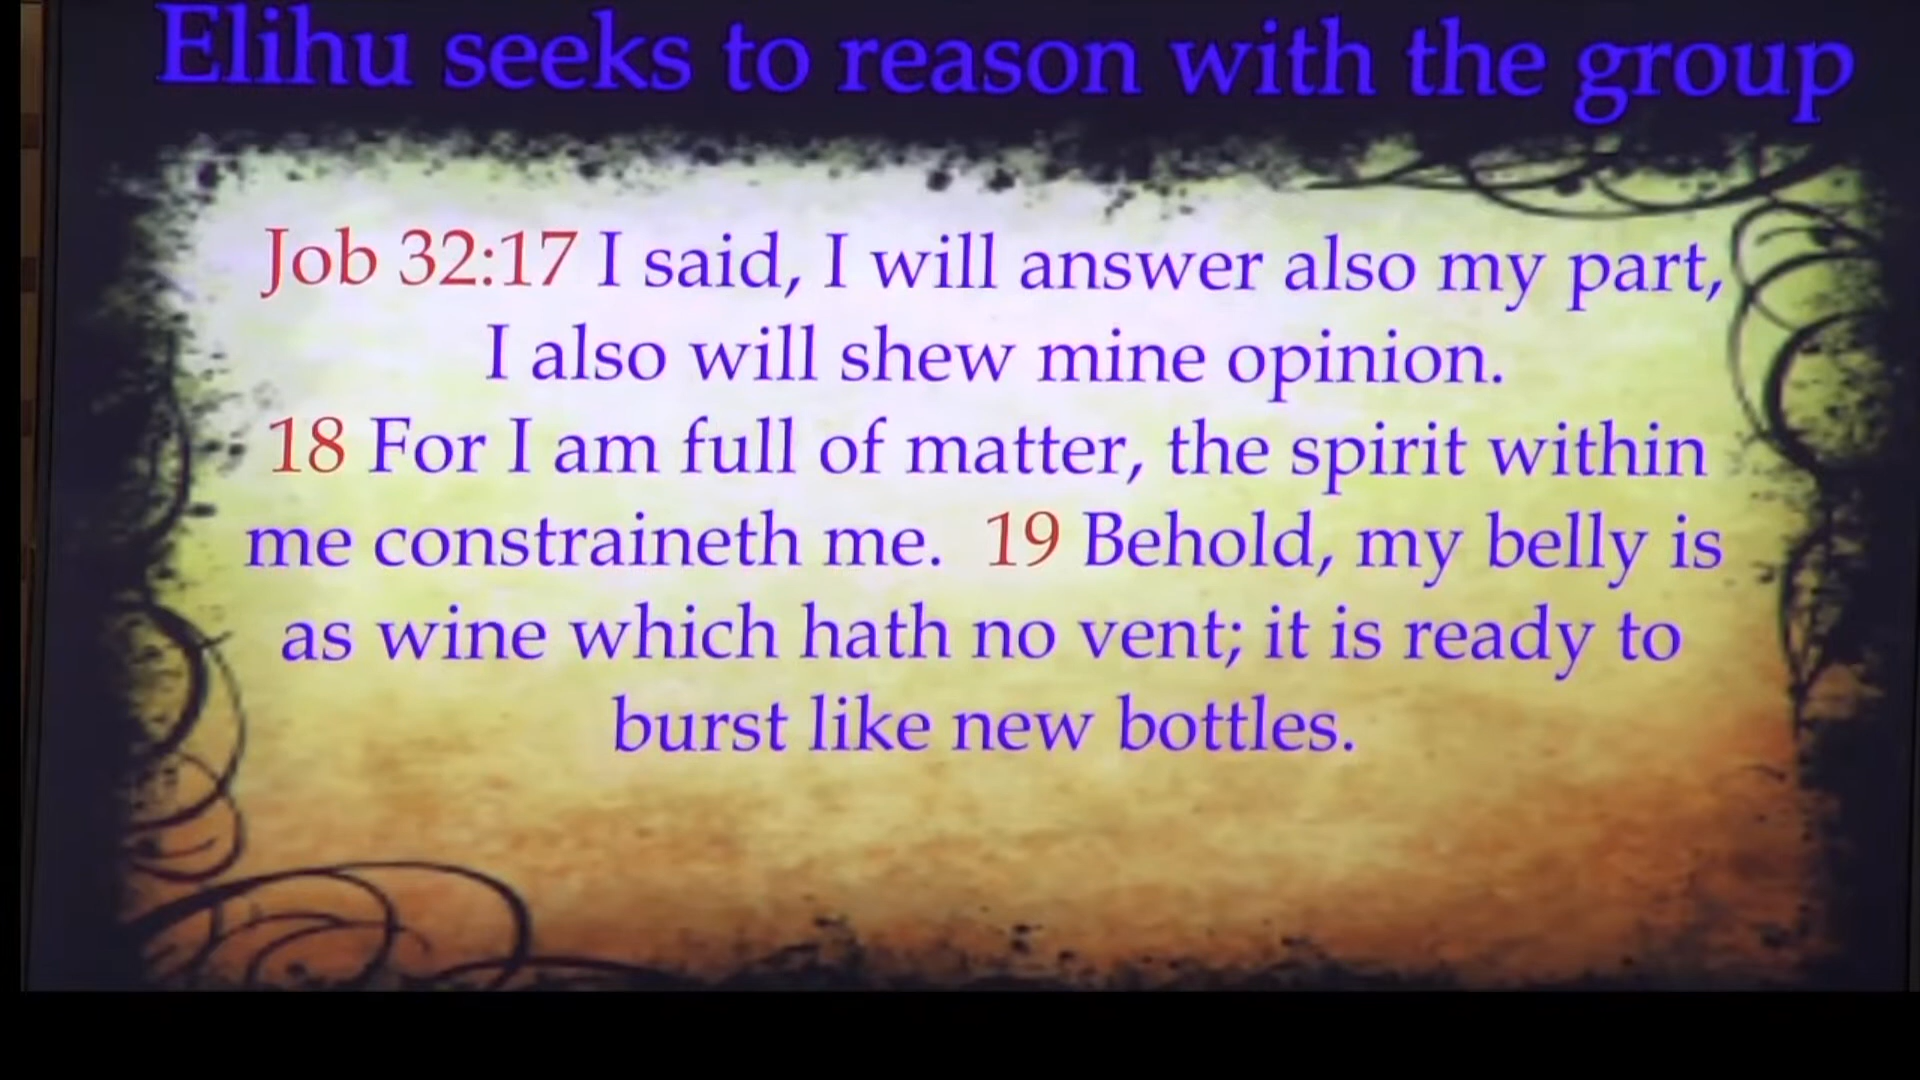 Elihu seeks to reason with the group
Job 32:17 I said, I will answer also my part,
I also will shew mine opinion.
18 For I am full of matter, the spirit within
me constraineth me.  19 Behold, my belly is
as wine which hath no vent; it is ready to
burst like new bottles.